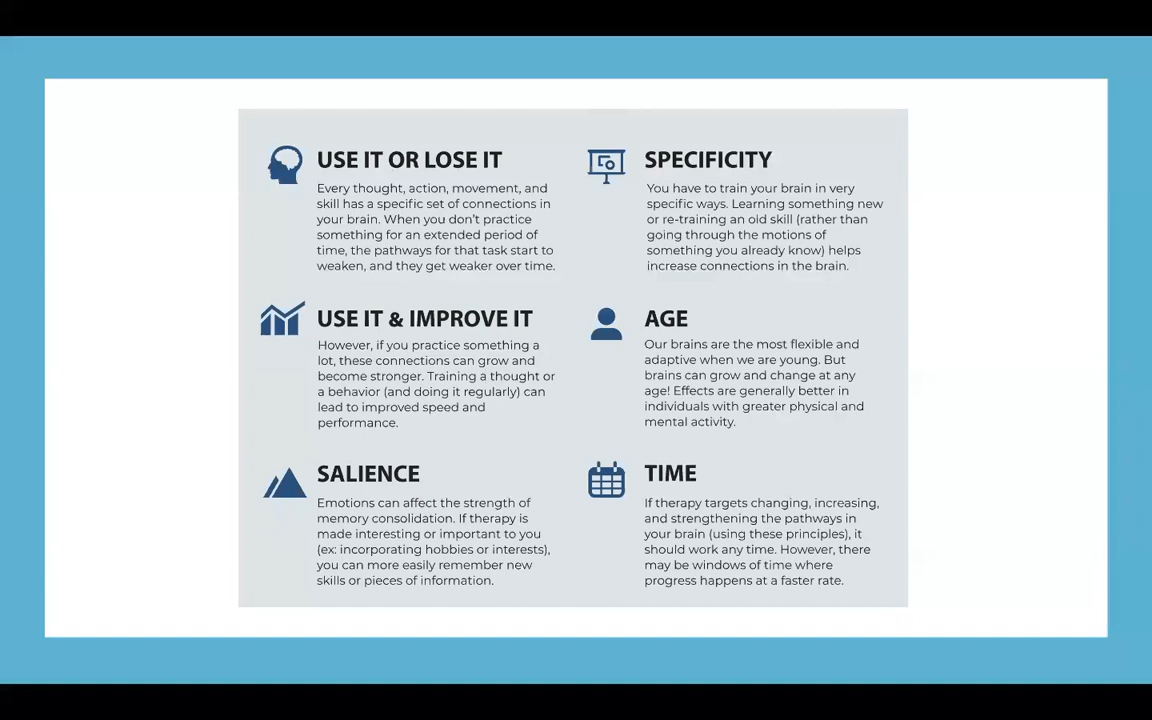 USE IT OR LOSE IT
Every thought, action, movement, and
skill has a specific set of connections in
your brain. When you don't practice
something for an extended period of
time, the pathways for that task start to
weaken, and they get weaker over time.
USE IT & IMPROVE IT
However, if you practice something a
lot, these connections can grow and
become stronger. Training a thought or
a behavior (and doing it regularly) can
lead to improved speed and
performance.
SALIENCE
Emotions can affect the strength of
memory consolidation. If therapy is
made interesting or important to you
(ex: incorporating hobbies or interests),
you can more easily remember new
skills or pieces of information.
SPECIFICITY
You have to train your brain in very
specific ways. Learning something new
or re-training an old skill (rather than
going through the motions of
something you already know) helps
increase connections in the brain.
AGE
Our brains are the most flexible and
adaptive when we are young. But
brains can grow and change at any
age! Effects are generally better in
individuals with greater physical and
mental activity.
TIME
If therapy targets changing, increasing,
and strengthening the pathways in
your brain (using these principles), it
should work any time. However, there
may be windows of time where
progress happens at a faster rate.